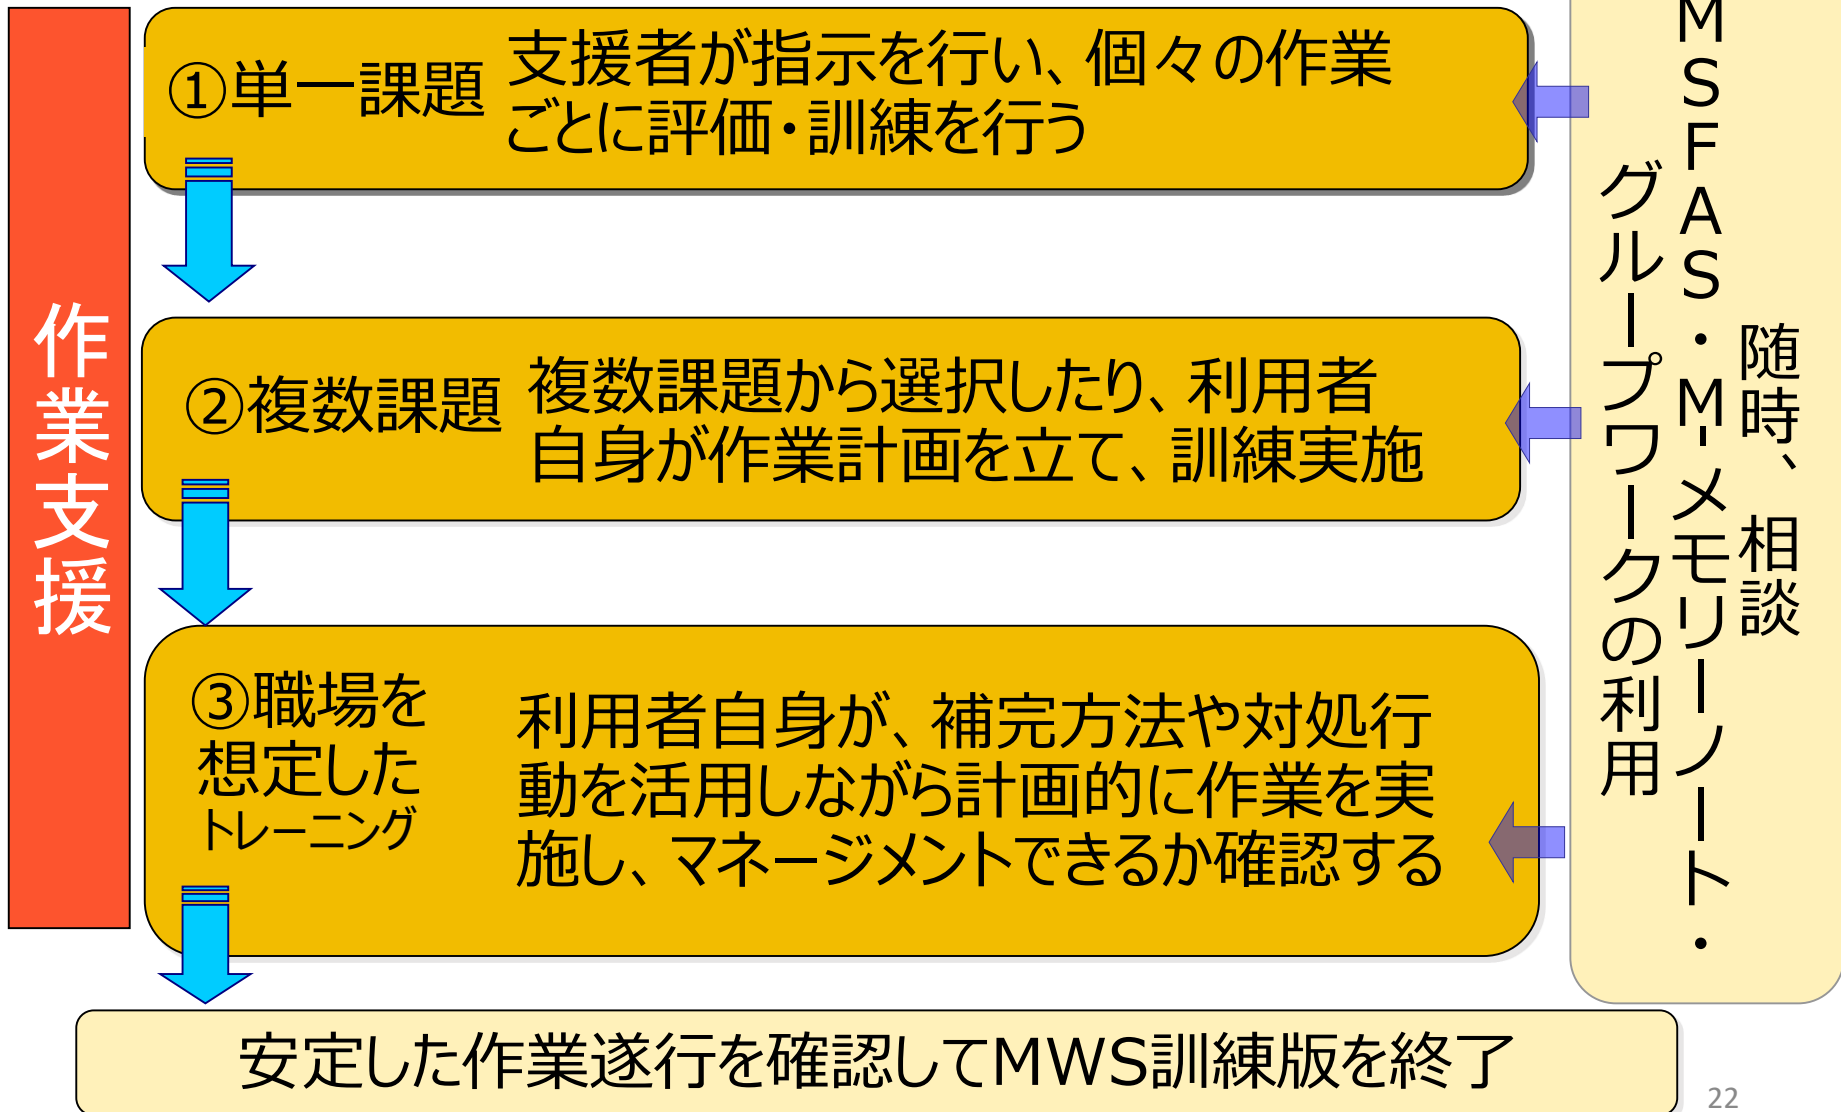 作業支援
①単一課題
支援者が指示を行い、個々の作業
ごとに評価・訓練を行う
②複数課題
複数課題から選択したり、利用者
自身が作業計画を立て、訓練実施
③職場を
想定した
トレーニング
利用者自身が、補完方法や対処行
動を活用しながら計画的に作業を実
施し、マネージメントできるか確認する
随時、相談
MSFAS・M-メモリーノート・
グループワークの利用
安定した作業遂行を確認してMWS訓練版を終了
22